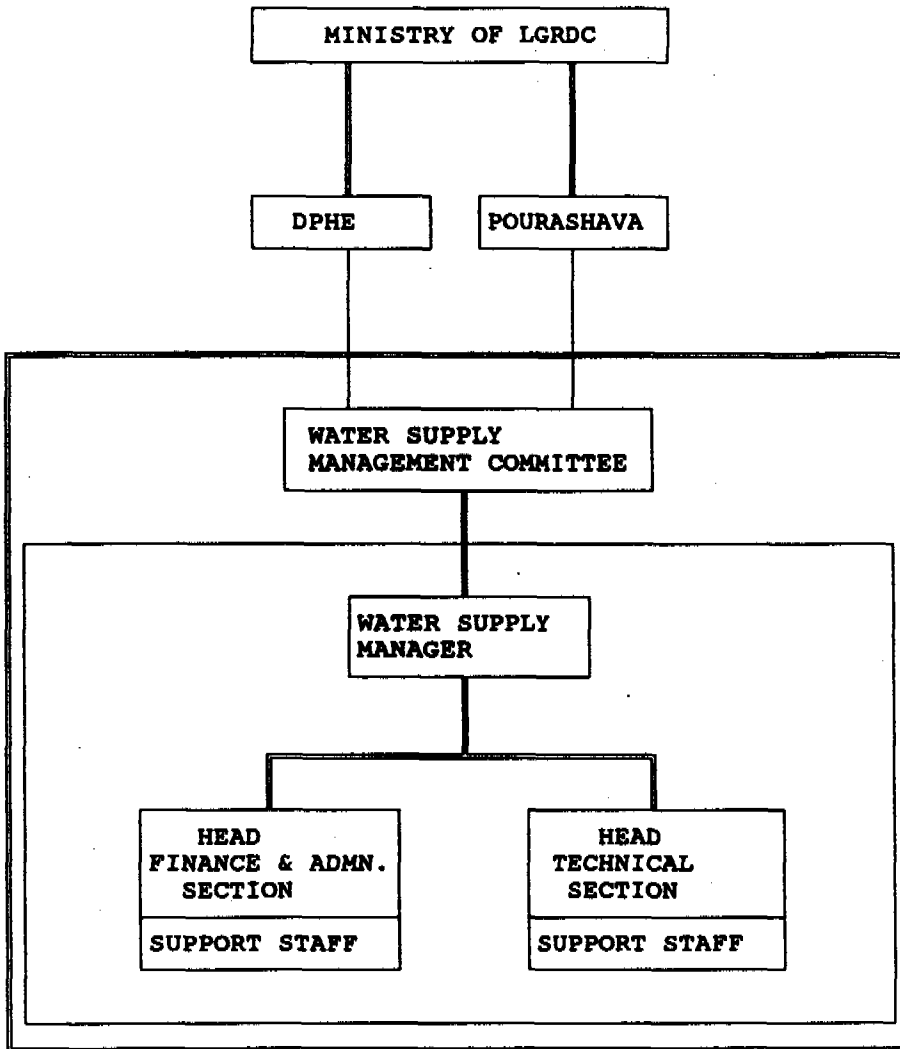 MINISTRY OF LGRDC
DPHE
POURASHAVA
WATER SUPPLY
MANAGEMENT COMMITTEE
WATER SUPPLY
MANAGER
HEAD
FINANCE & ADMN.
SECTION
SUPPORT STAFF
HEAD
TECHNICAL
SECTION
SUPPORT STAFF